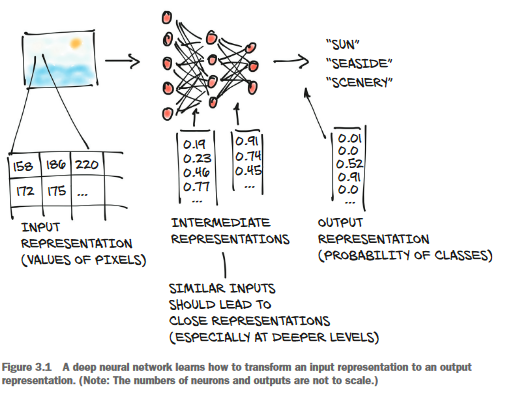 "SUN"
"SEASIDE"
"SCENERY"
158 186 220
172 175 ...
0.19
0.23
0.46
0.77
...
0.91
0.74
0.45
...
0.01
0.0
0.52
0.91
0.0
...
INPUT
REPRESENTATION
(VALUES OF PIXELS)
INTERMEDIATE
REPRESENTATIONS
OUTPUT
REPRESENTATION
(PROBABILITY OF CLASSES)
SIMILAR INPUTS
SHOULD LEAD TO
CLOSE REPRESENTATIONS
(ESPECIALLY AT DEEPER LEVELS)
Figure 3.1 A deep neural network learns how to transform an input representation to an output
representation. (Note: The numbers of neurons and outputs are not to scale.)